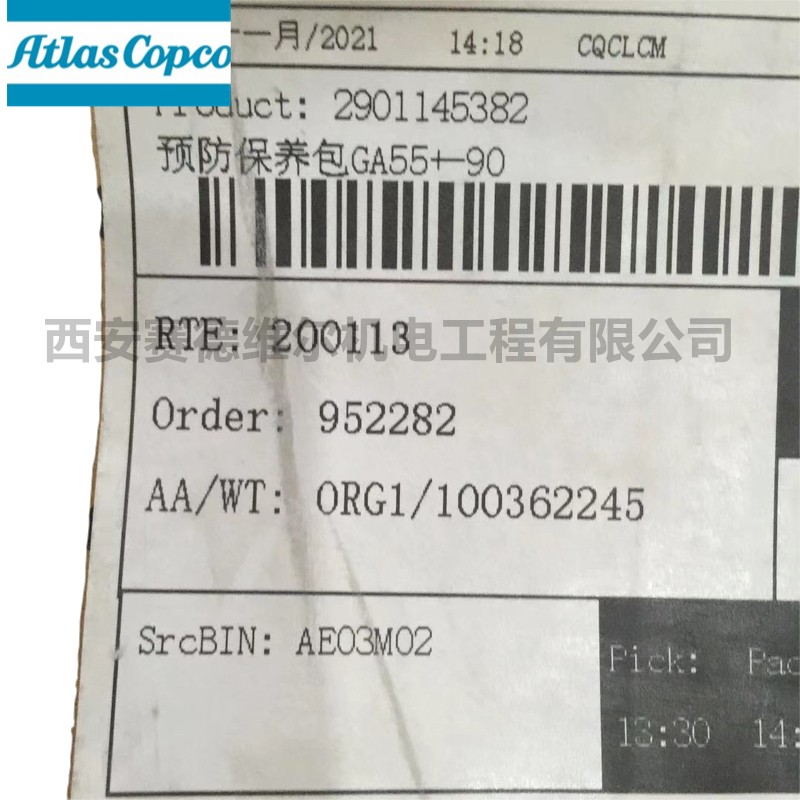 Atlas Copco
一月/2021 14:18 CQCLCM
Product: 2901145382
预防保养包GA55+-90
西安赛德维尔机电工程有限公司
RTE: 200113
Order: 952282
AA/WT: ORG1/100362245
SrcBIN: AE03M02
Pick: Pac
13:30 14: